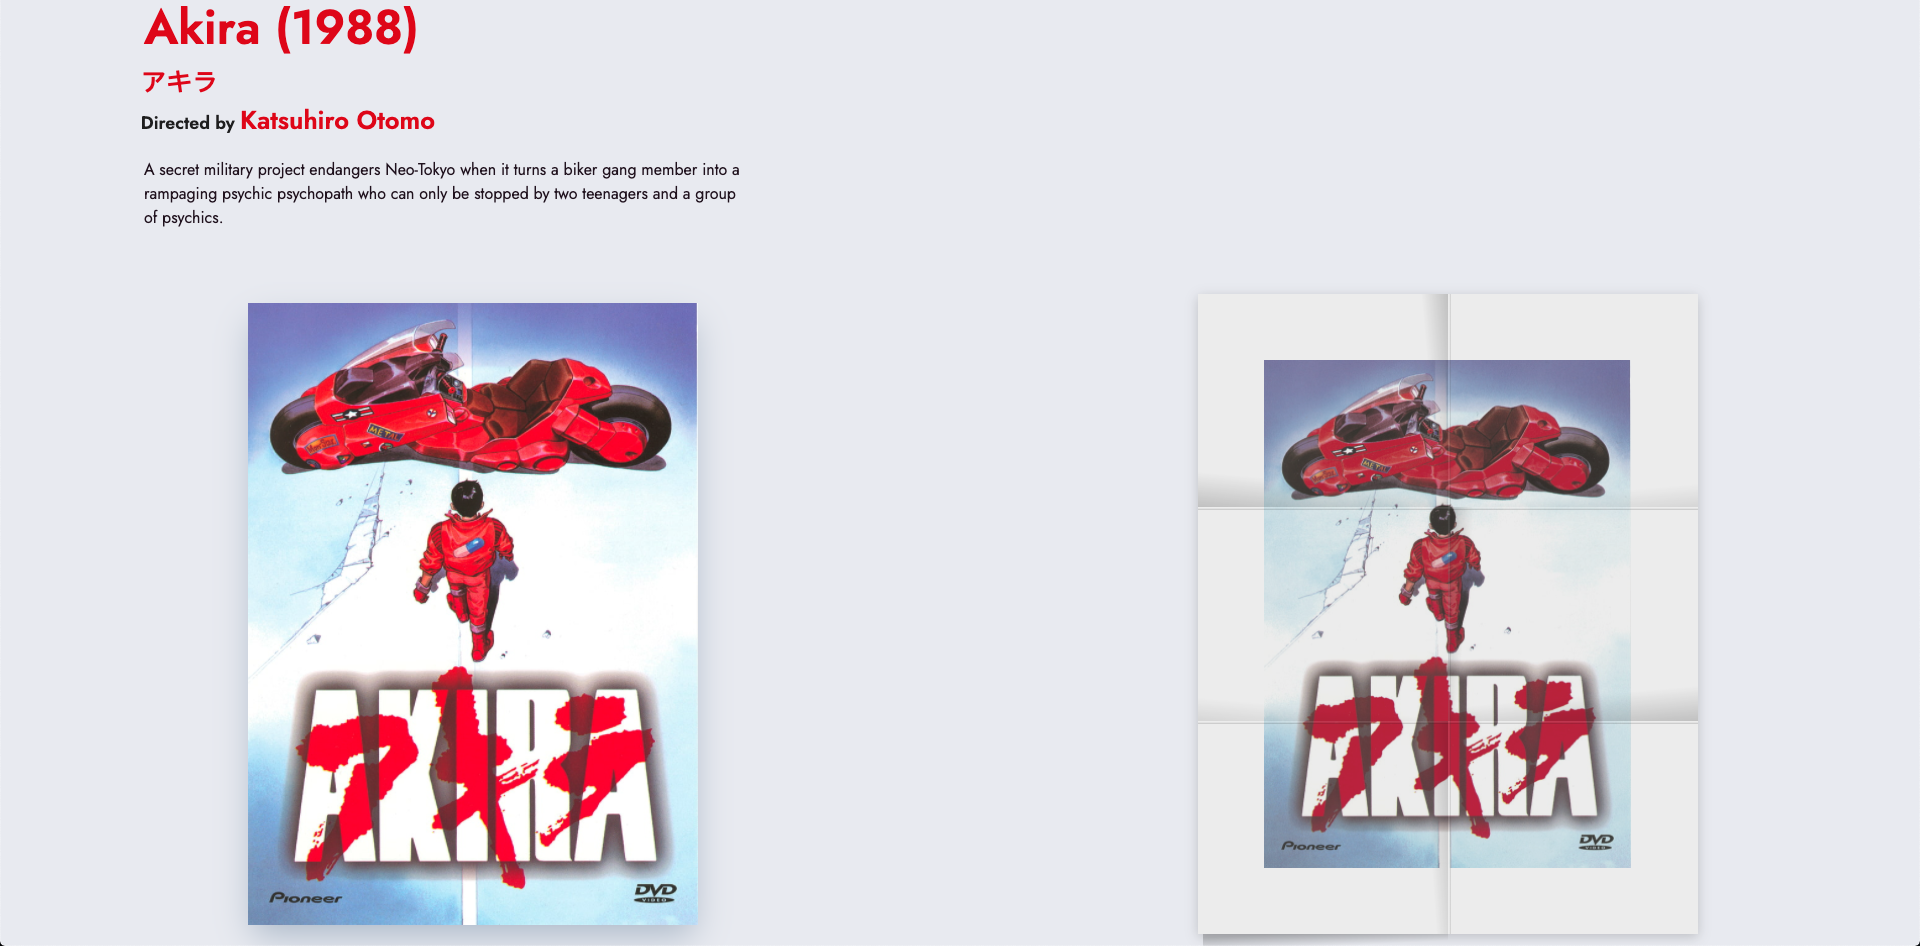 Akira (1988)
アキラ
Directed by Katsuhiro Otomo
A secret military project endangers Neo-Tokyo when it turns a biker gang member into a
rampaging psychic psychopath who can only be stopped by two teenagers and a group
of psychics.
METAL
AKIRA
アキラ
Pioneer
DVD
VIDEO
METAL
AKIRA
アキラ
Pioneer
DVD
VIDEO